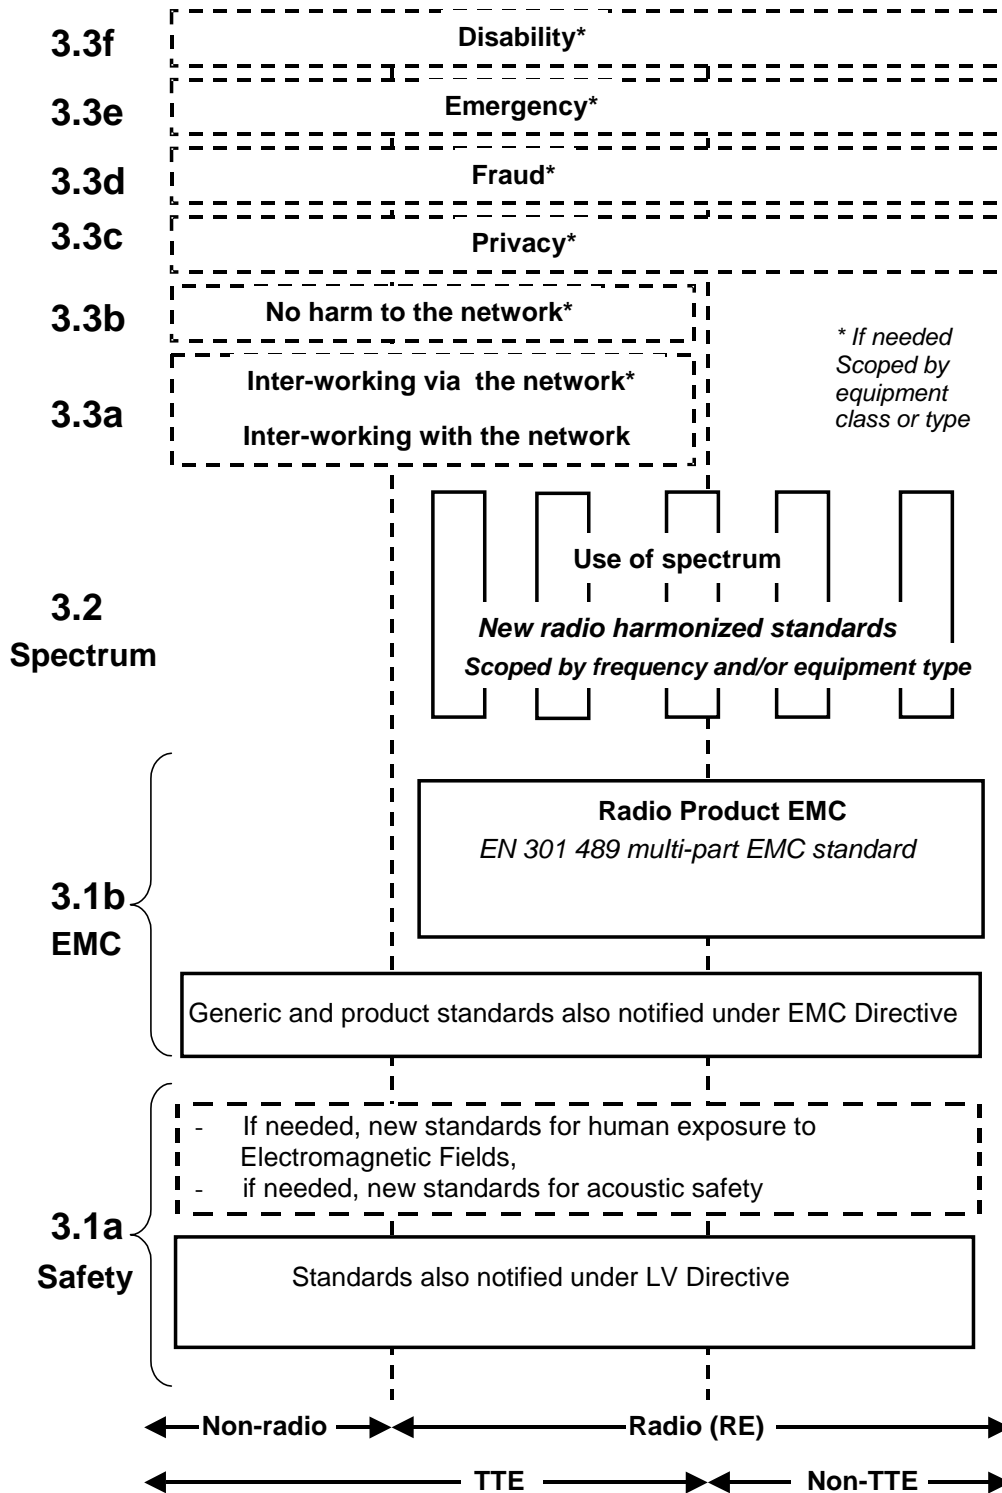 3.3f
Disability*
3.3e
Emergency*
3.3d
Fraud*
3.3c
Privacy*
3.3b
No harm to the network*
* If needed
Scoped by
equipment
class or type
3.3a
Inter-working via the network*
Inter-working with the network
3.2
Spectrum
Use of spectrum
New radio harmonized standards
Scoped by frequency and/or equipment type
3.1b
EMC
Radio Product EMC
EN 301 489 multi-part EMC standard
Generic and product standards also notified under EMC Directive
3.1a
Safety
- If needed, new standards for human exposure to
Electromagnetic Fields,
- if needed, new standards for acoustic safety
Standards also notified under LV Directive
Non-radio
Radio (RE)
TTE
Non-TTE